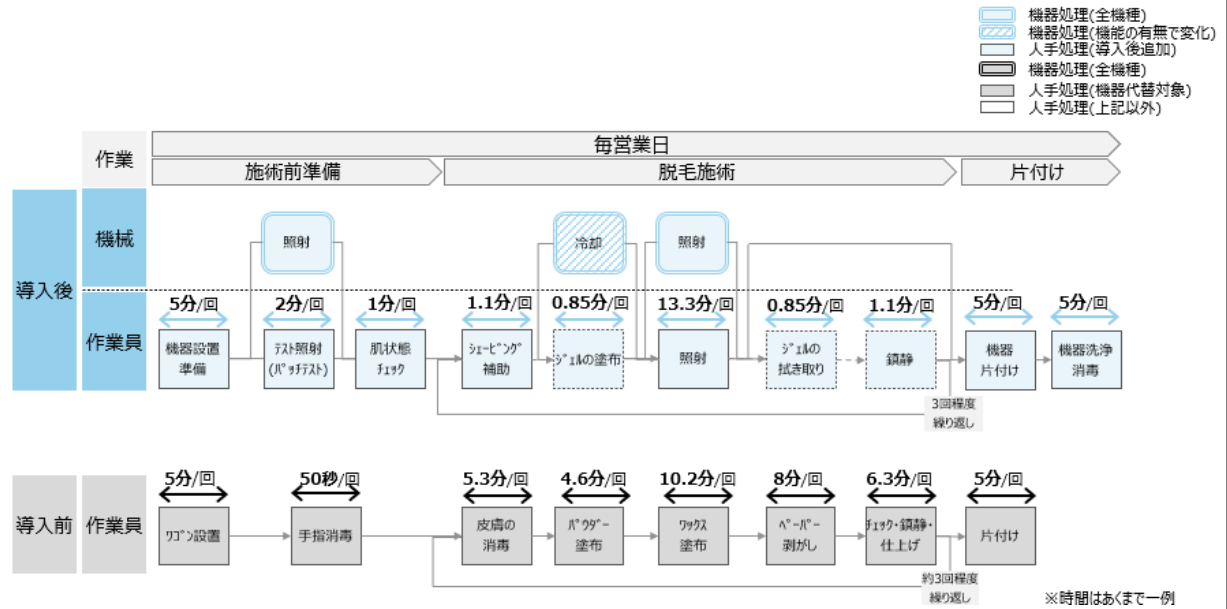 機器処理(全機種)
機器処理(機能の有無で変化)
人手処理(導入後追加)
機器処理(全機種)
人手処理(機器代替対象)
人手処理(上記以外)
作業
毎営業日
施術前準備
脱毛施術
片付け
導入後
機械
照射
冷却
照射
作業員
5分/回
2分/回
1分/回
1.1分/回
0.85分/回
13.3分/回
0.85分/回
1.1分/回
5分/回
5分/回
機器設置
準備
ﾃｽﾄ照射
(ﾊﾟｯﾁﾃｽﾄ)
肌状態
ﾁｪｯｸ
ｼｪｰﾋﾞﾝｸﾞ
補助
ｼﾞｪﾙの塗布
照射
ｼﾞｪﾙの
拭き取り
鎮静
機器
片付け
機器洗浄
消毒
3回程度
繰り返し
導入前
作業員
5分/回
50秒/回
5.3分/回
4.6分/回
10.2分/回
8分/回
6.3分/回
5分/回
ﾜｺﾞﾝ設置
手指消毒
皮膚の
消毒
ﾊﾟｳﾀﾞｰ
塗布
ﾜｯｸｽ
塗布
ﾍﾟｰﾊﾟｰ
剥がし
ﾁｪｯｸ・鎮静・
仕上げ
片付け
約3回程度
繰り返し
※時間はあくまで一例